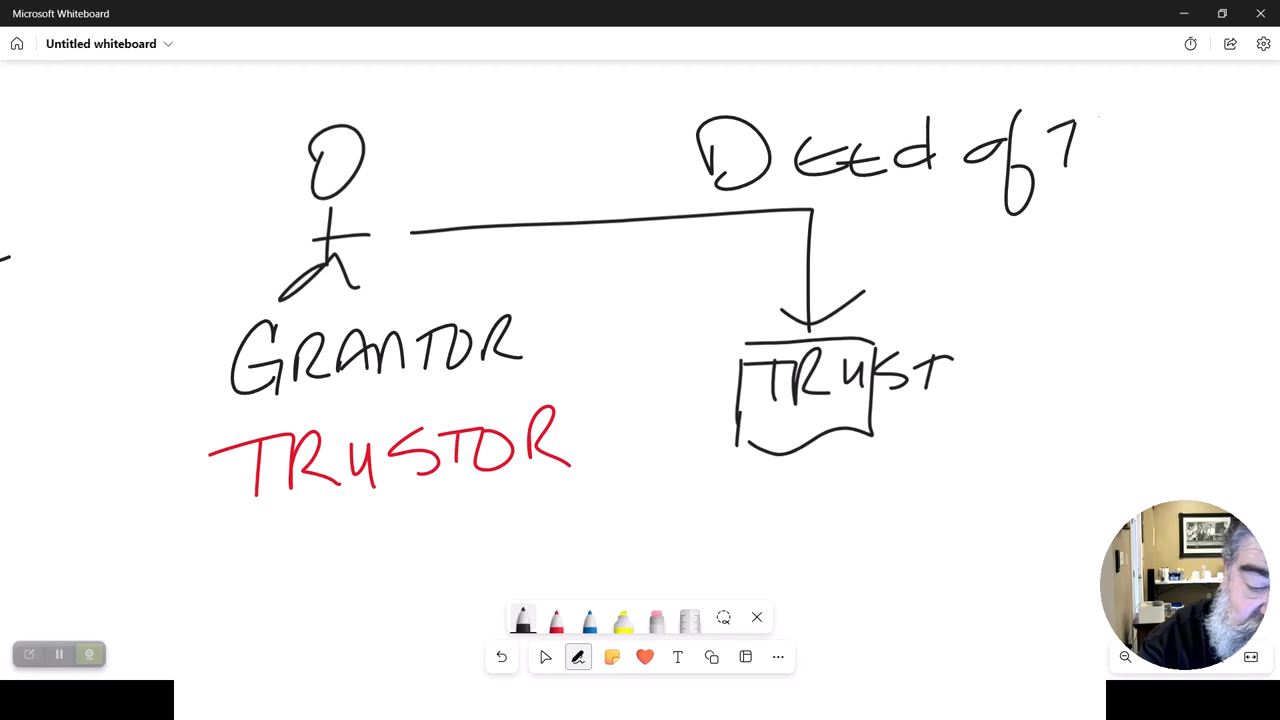 Microsoft Whiteboard
Untitled whiteboard
Deed of T
GRANTOR
TRUST
TRUSTOR